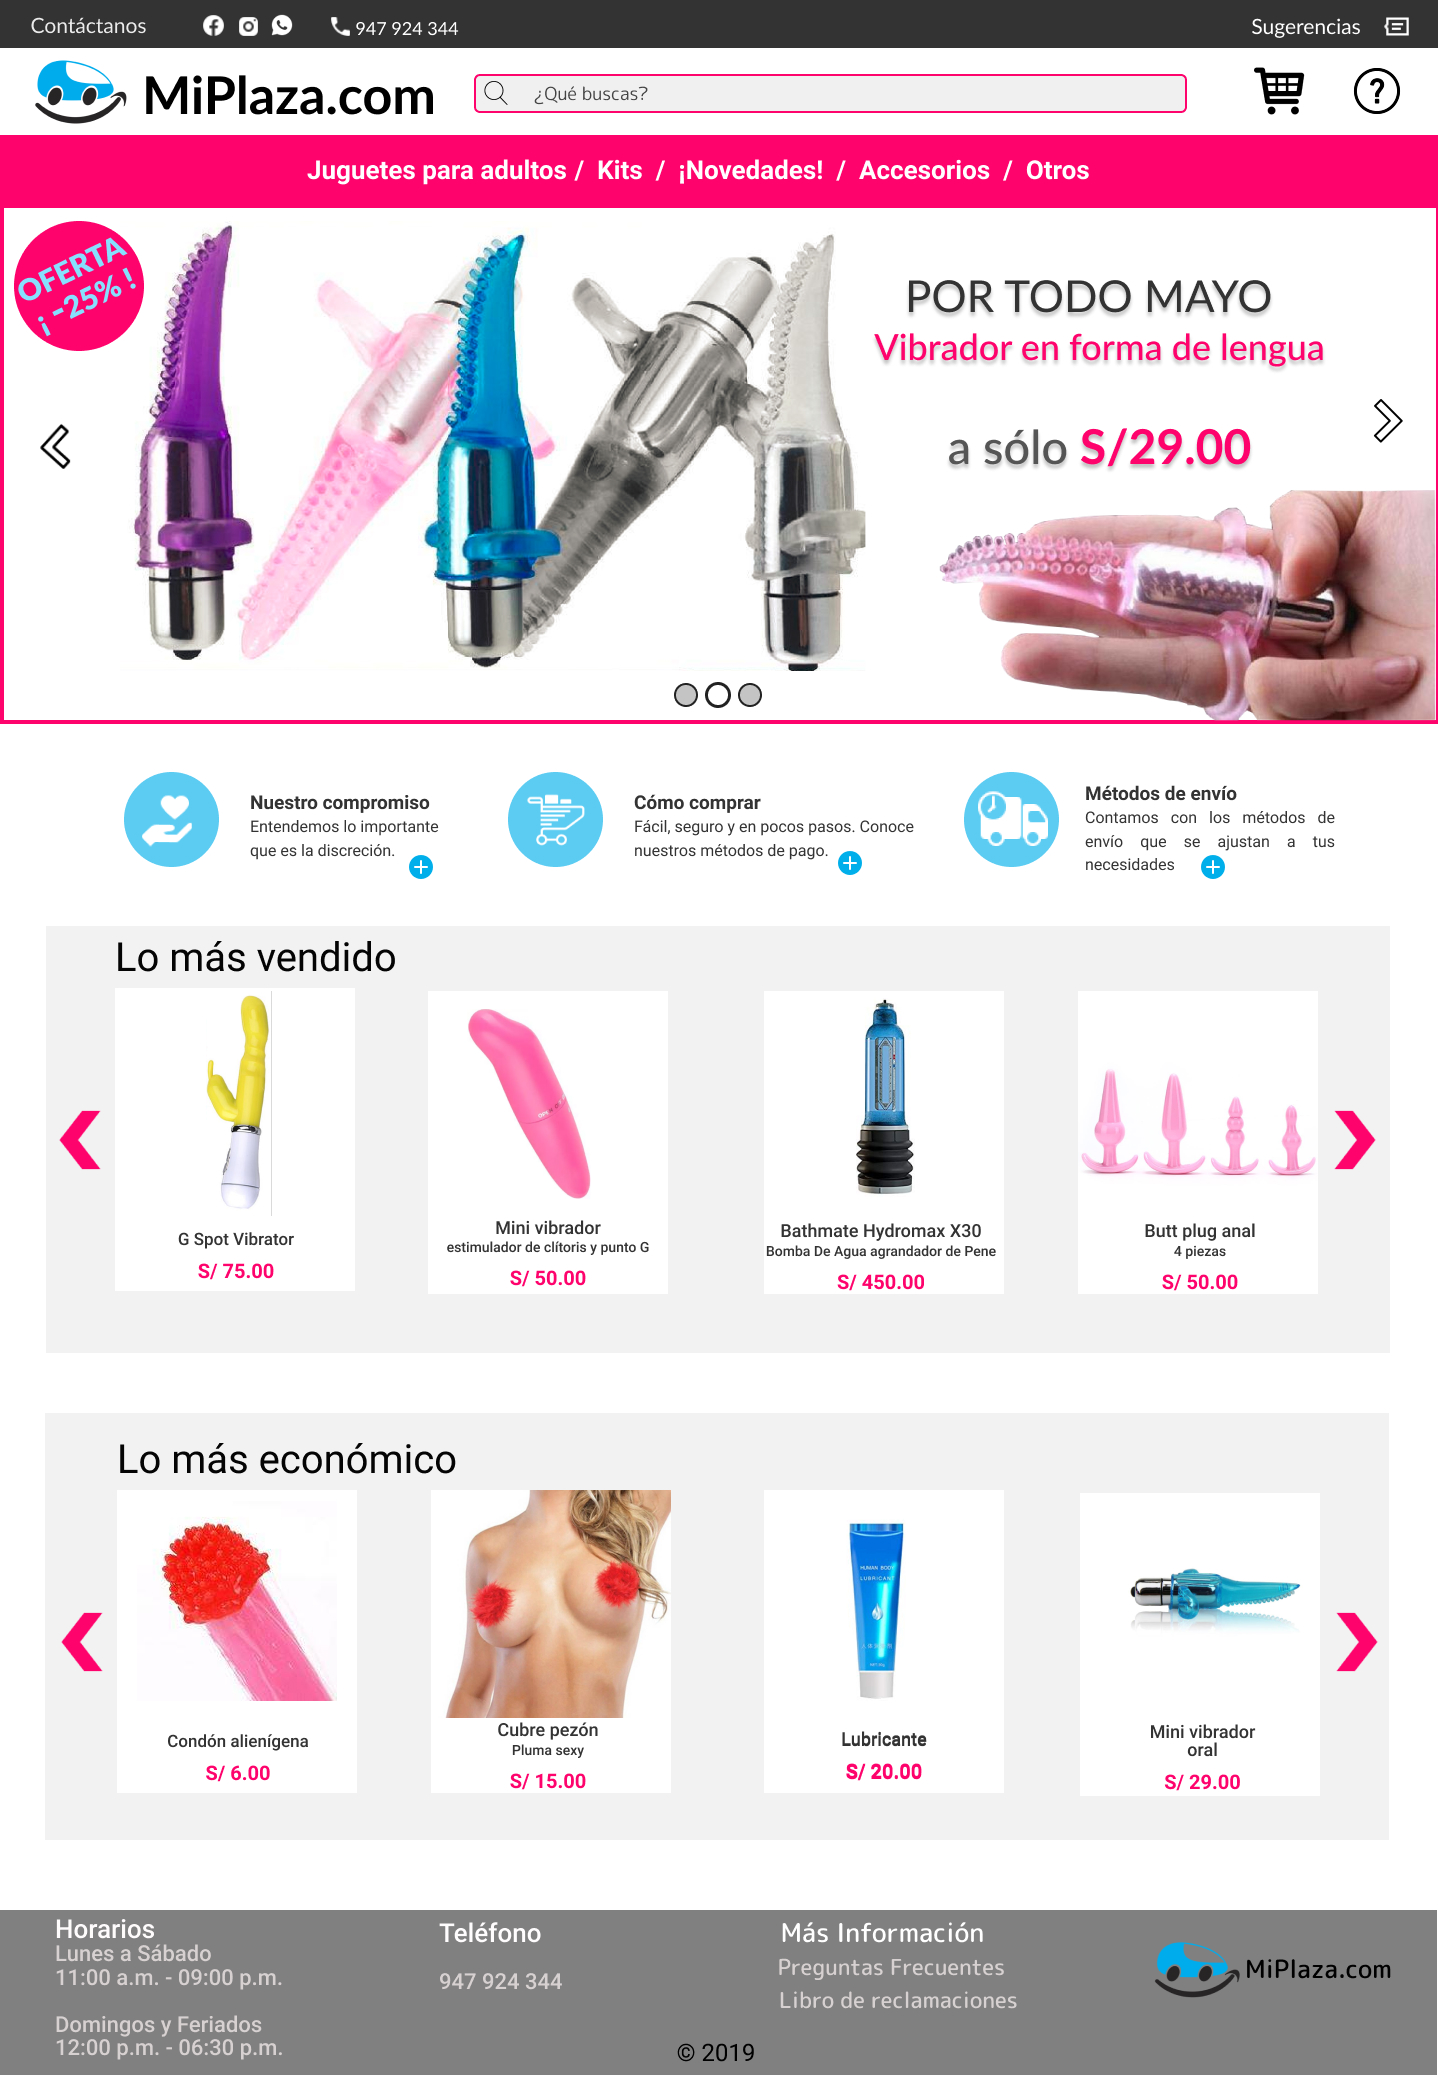 Contáctanos
947 924 344
Sugerencias
MiPlaza.com
¿Qué buscas?
Juguetes para adultos / Kits / ¡Novedades! / Accesorios / Otros
OFERTA
¡ -25% !
POR TODO MAYO
Vibrador en forma de lengua
a sólo S/29.00
Nuestro compromiso
Entendemos lo importante
que es la discreción.
Cómo comprar
Fácil, seguro y en pocos pasos. Conoce
nuestros métodos de pago.
Métodos de envío
Contamos con los métodos de
envío que se ajustan a tus
necesidades
Lo más vendido
G Spot Vibrator
S/ 75.00
Mini vibrador
estimulador de clítoris y punto G
S/ 50.00
Bathmate Hydromax X30
Bomba De Agua agrandador de Pene
S/ 450.00
Butt plug anal
4 piezas
S/ 50.00
Lo más económico
Condón alienígena
S/ 6.00
Cubre pezón
Pluma sexy
S/ 15.00
HUMAN BODY
LUBRICANT
Lubricante
S/ 20.00
Mini vibrador
oral
S/ 29.00
Horarios
Lunes a Sábado
11:00 a.m. - 09:00 p.m.
Domingos y Feriados
12:00 p.m. - 06:30 p.m.
Teléfono
947 924 344
Más Información
Preguntas Frecuentes
Libro de reclamaciones
MiPlaza.com
© 2019